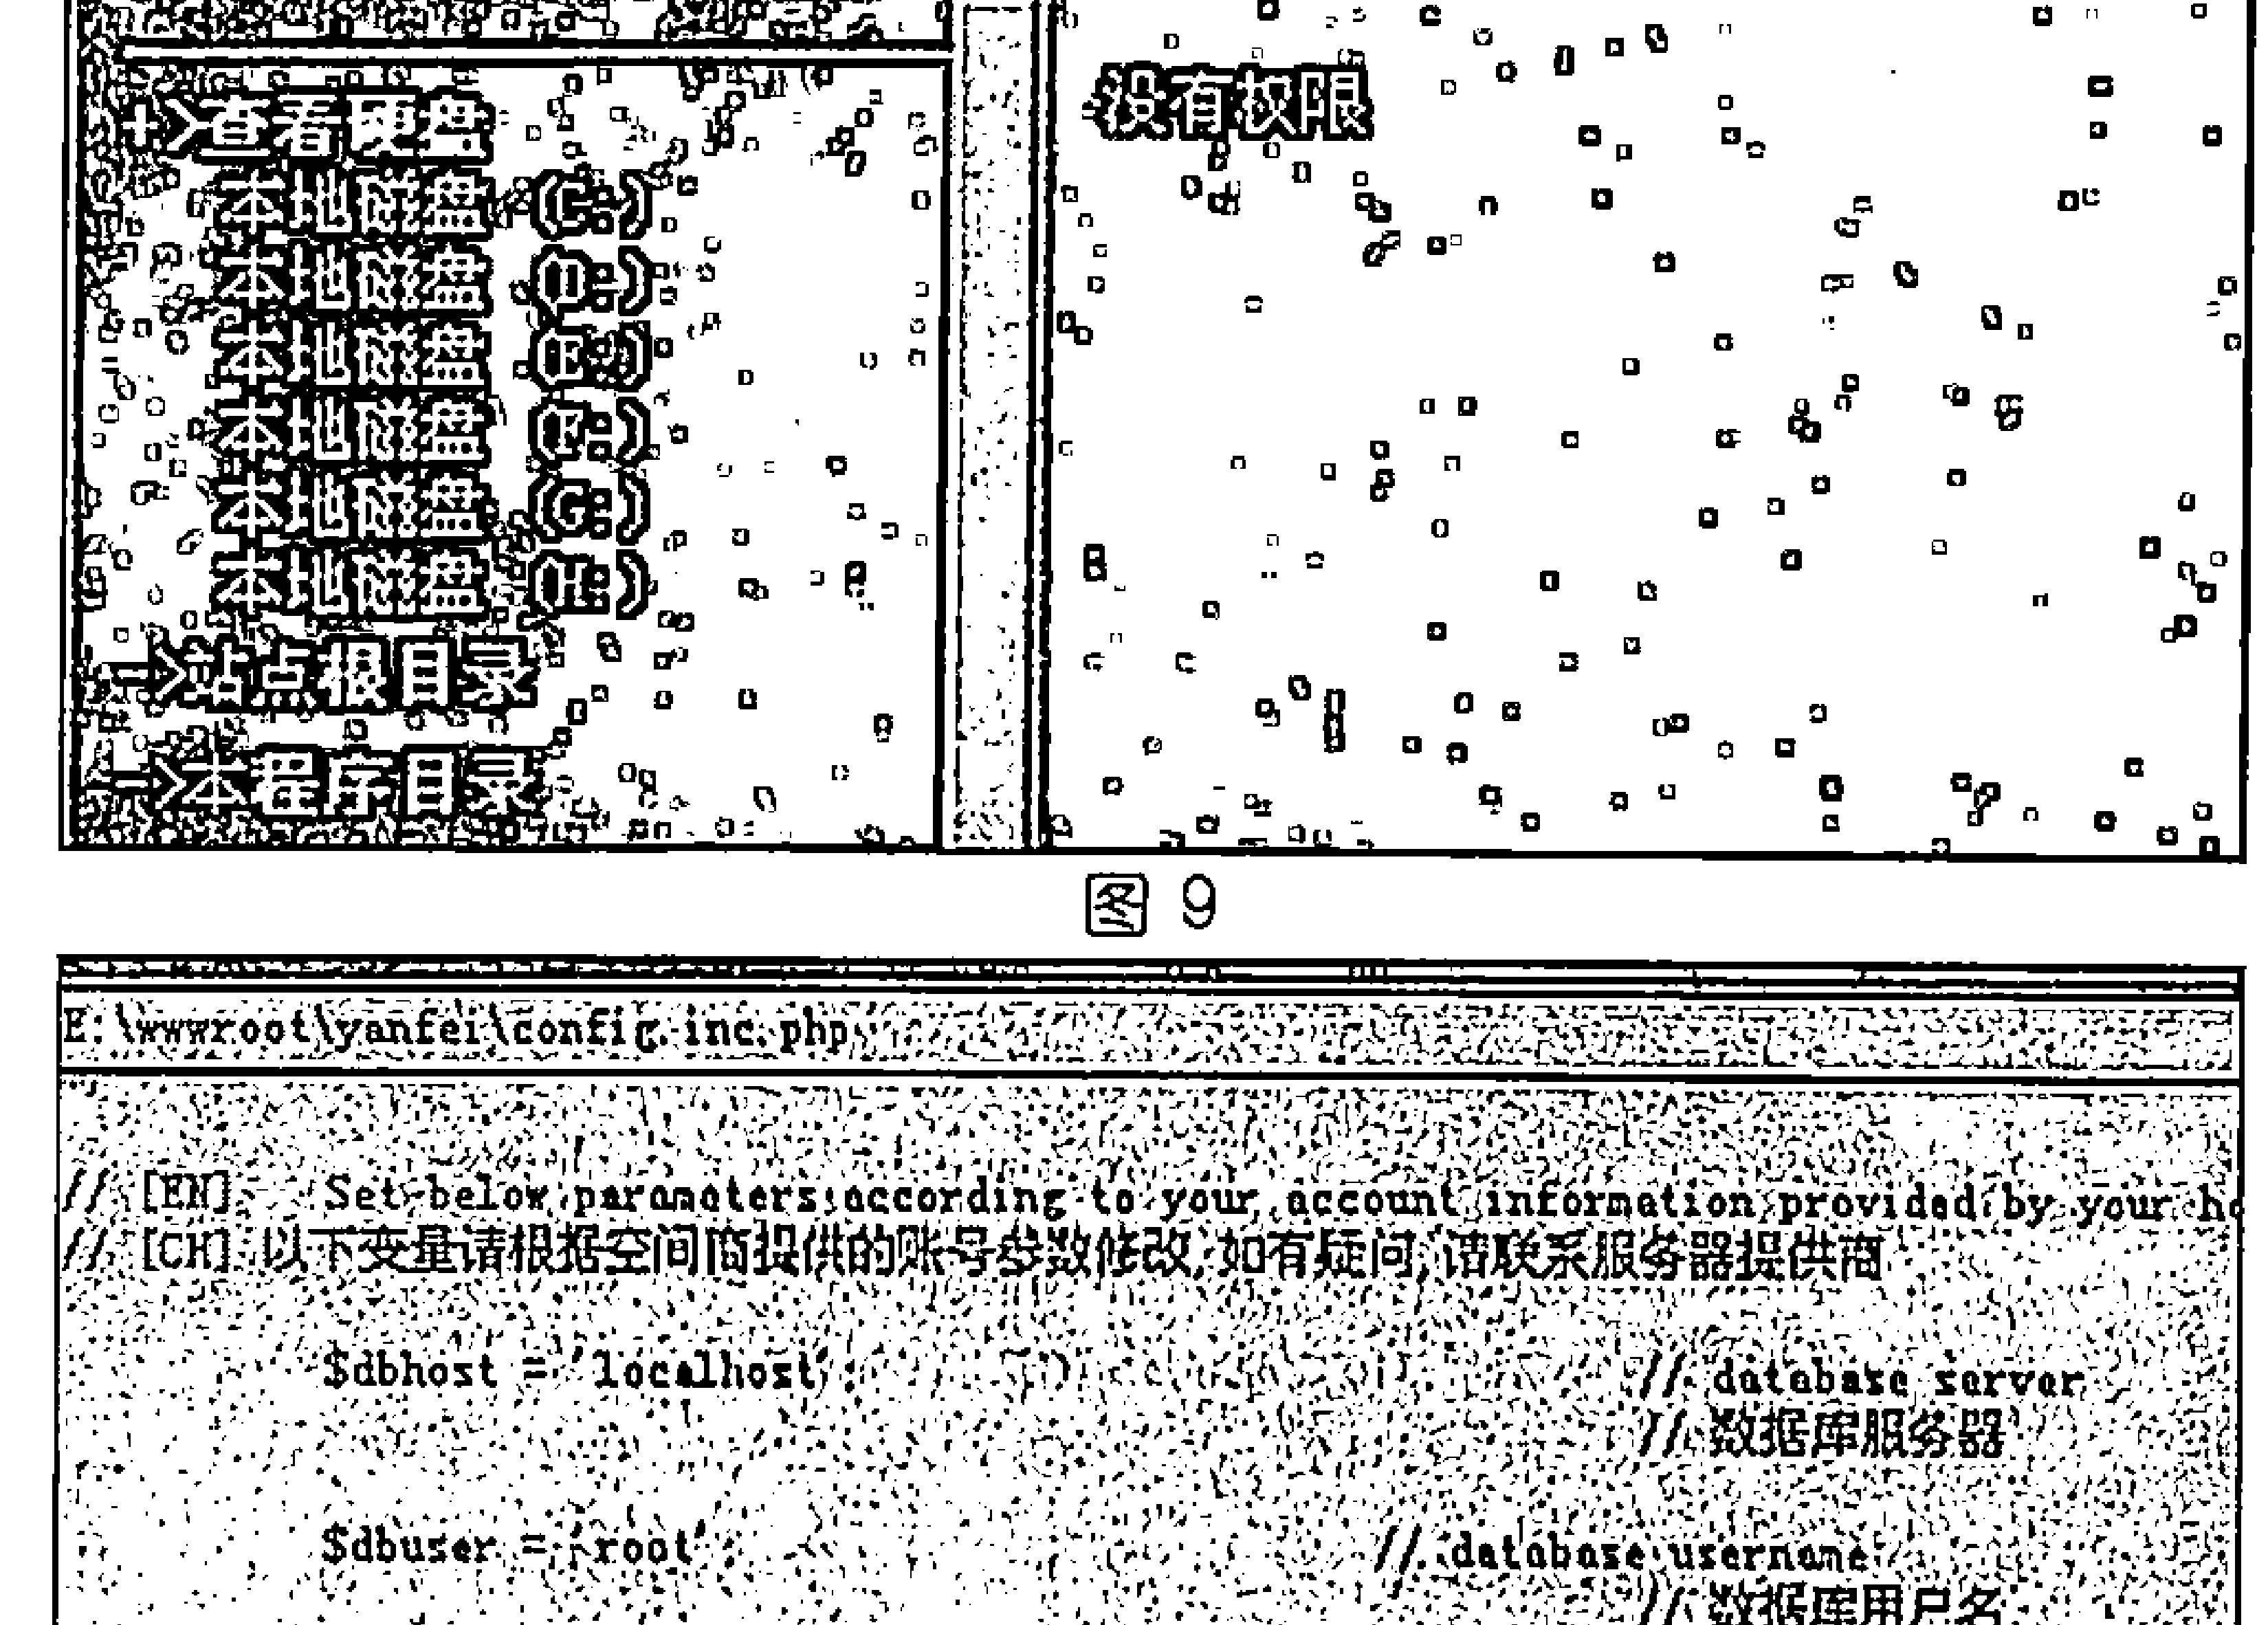 +>查看硬盘
本地磁盘 (C:)
本地磁盘 (D:)
本地磁盘 (E:)
本地磁盘 (F:)
本地磁盘 (G:)
本地磁盘 (H:)
->站点根目录
->本程序目录
没有权限
图 9
E:\wwwroot\yanfei\config.inc.php
// [EN] Set below parameters according to your account information provided by your ho
// [CH] 以下变量请根据空间商提供的账号参数修改,如有疑问,请联系服务器提供商
$dbhost = 'localhost' // database server
// 数据库服务器
$dbuser = 'root' // database username
// 数据库用户名